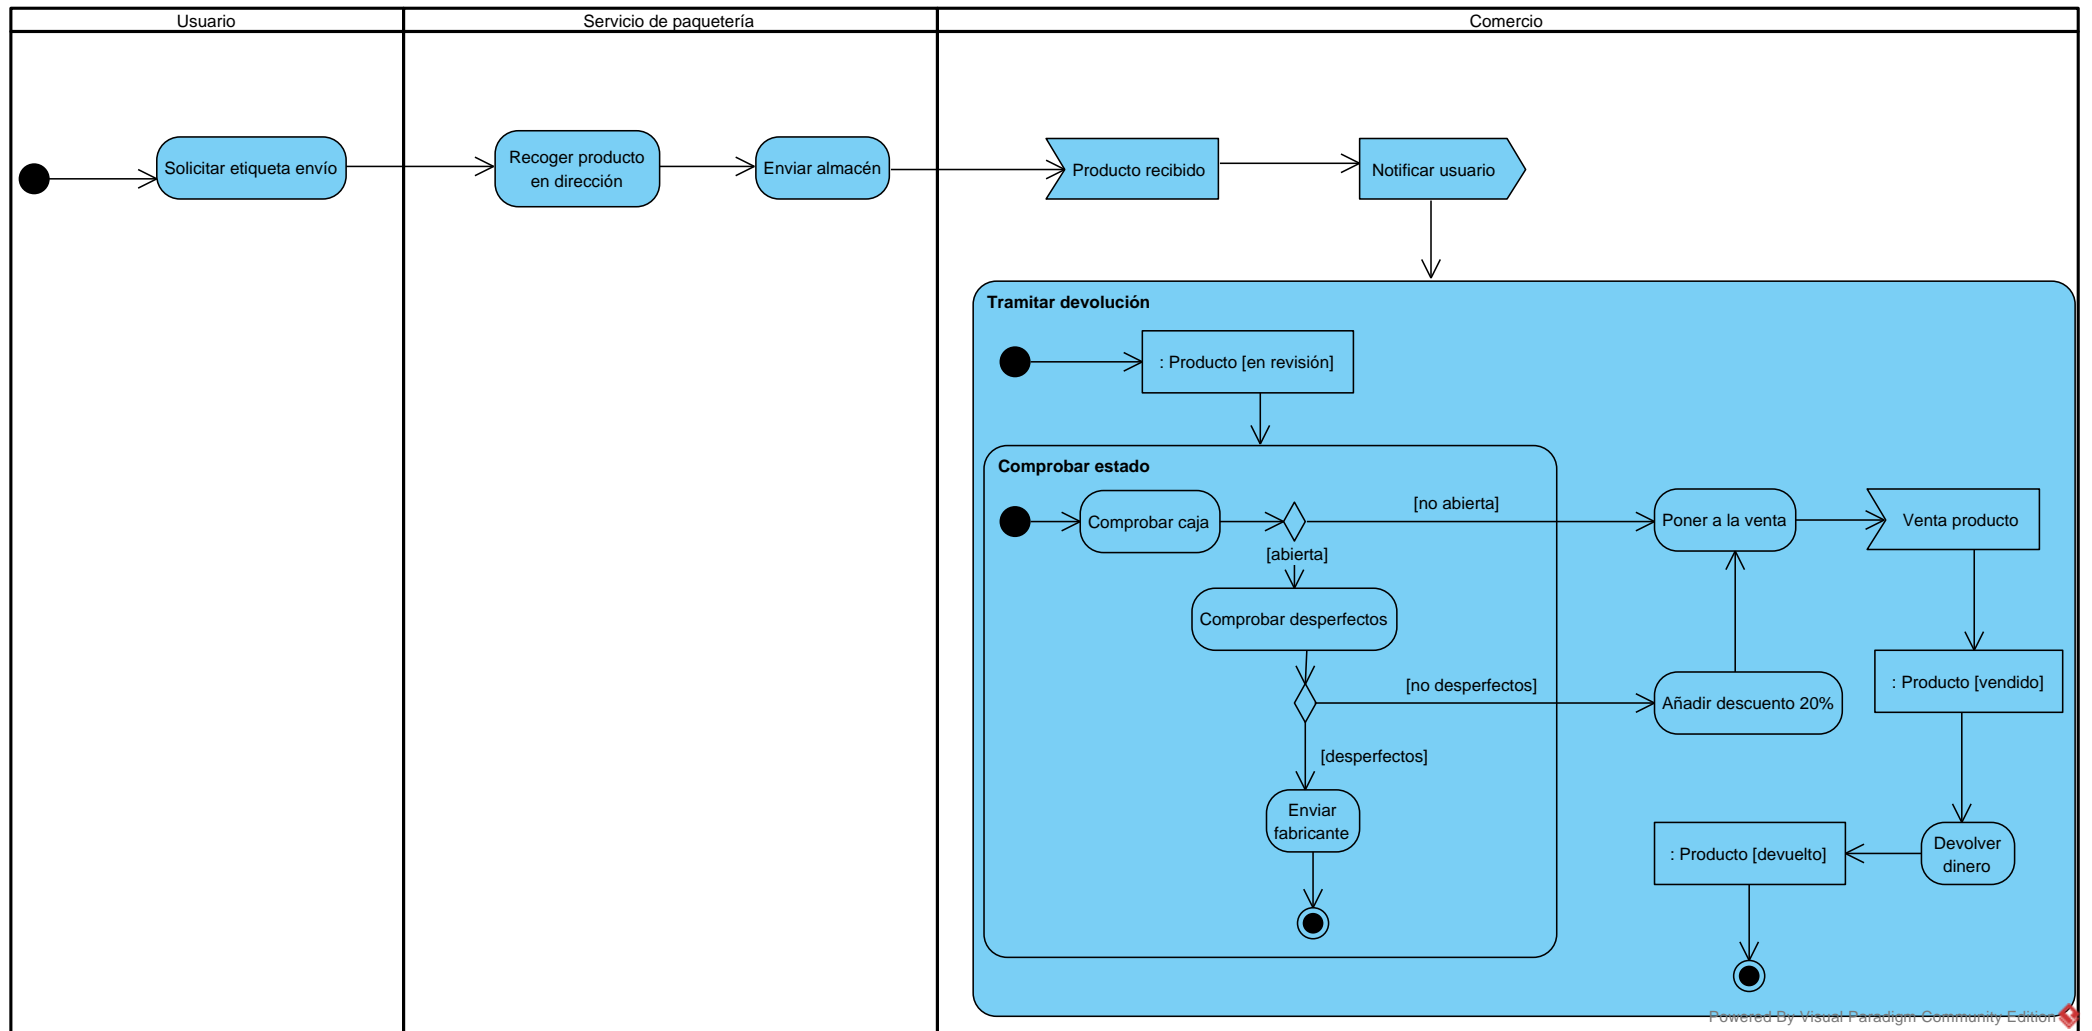 Usuario
Servicio de paquetería
Comercio
Solicitar etiqueta envío
Recoger producto
en dirección
Enviar almacén
Producto recibido
Notificar usuario
Tramitar devolución
: Producto [en revisión]
Comprobar estado
Comprobar caja
[no abierta]
Poner a la venta
Venta producto
[abierta]
Comprobar desperfectos
[no desperfectos]
Añadir descuento 20%
: Producto [vendido]
[desperfectos]
Enviar
fabricante
: Producto [devuelto]
Devolver
dinero
Powered By Visual Paradigm Community Edition